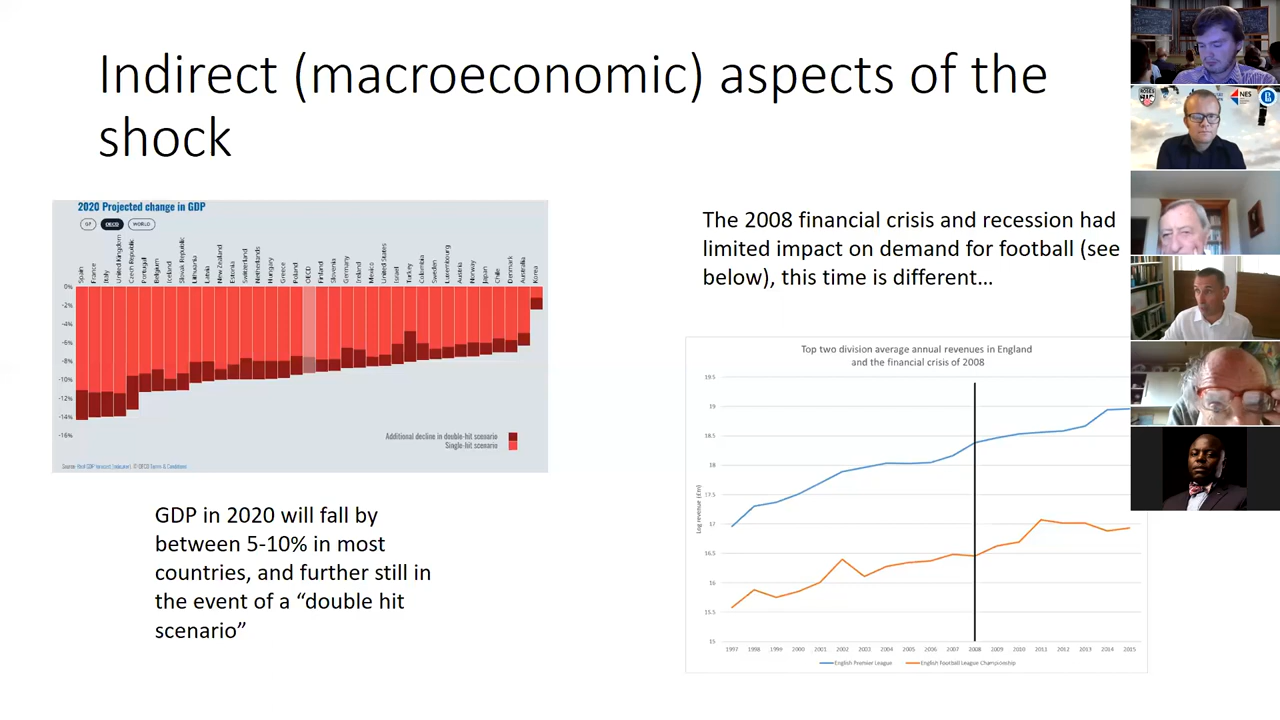 Indirect (macroeconomic) aspects of the
shock
2020 Projected change in GDP
OECD
WORLD
Spain
France
Italy
United Kingdom
Czech Republic
Portugal
Belgium
Iceland
Slovak Republic
Lithuania
Latvia
New Zealand
Estonia
Switzerland
Netherlands
Hungary
Greece
Poland
OECD
Finland
Slovenia
Germany
Ireland
Mexico
United States
Israel
Turkey
Colombia
Sweden
Luxembourg
Austria
Norway
Japan
Chile
Denmark
Australia
Korea
0%
-2%
-4%
-6%
-8%
-10%
-12%
-14%
-16%
Additional decline in double-hit scenario
Single-hit scenario
Source: Real GDP forecast (indicator). © OECD Terms & Conditions
GDP in 2020 will fall by
between 5-10% in most
countries, and further still in
the event of a “double hit
scenario”
The 2008 financial crisis and recession had
limited impact on demand for football (see
below), this time is different…
Top two division average annual revenues in England
and the financial crisis of 2008
Log revenue (£m)
19.5
19
18.5
18
17.5
17
16.5
16
15.5
15
1997 1998 1999 2000 2001 2002 2003 2004 2005 2006 2007 2008 2009 2010 2011 2012 2013 2014 2015
English Premier League English Football League Championship
NES